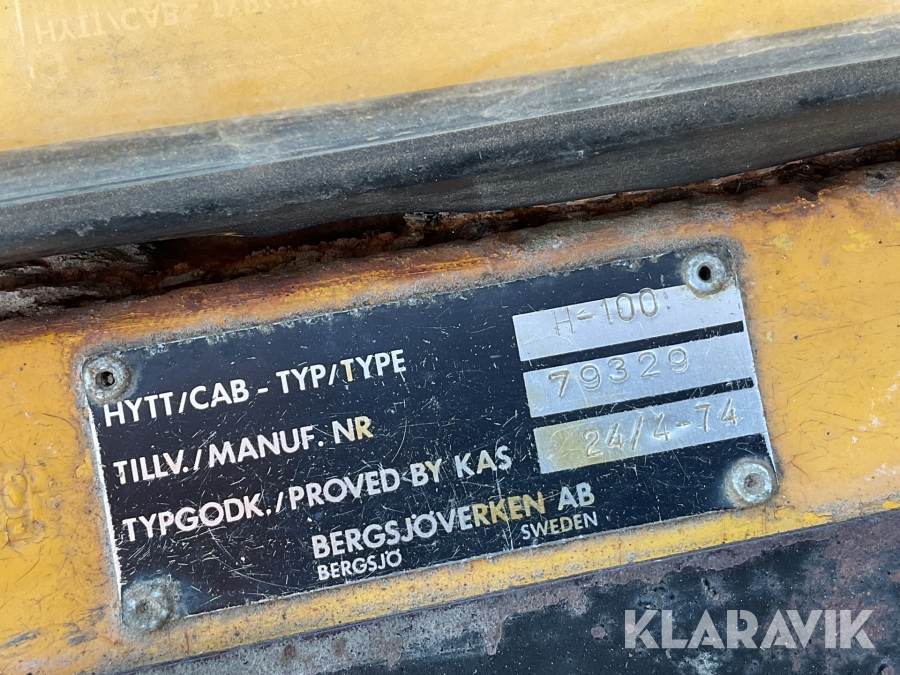 HYTT/CAB - TYP/TYPE H-100
TILLV./MANUF. NR 79329
TYPGODK./PROVED BY KAS 24/4-74
BERGSJÖVERKEN AB
BERGSJÖ SWEDEN
KLARAVIK